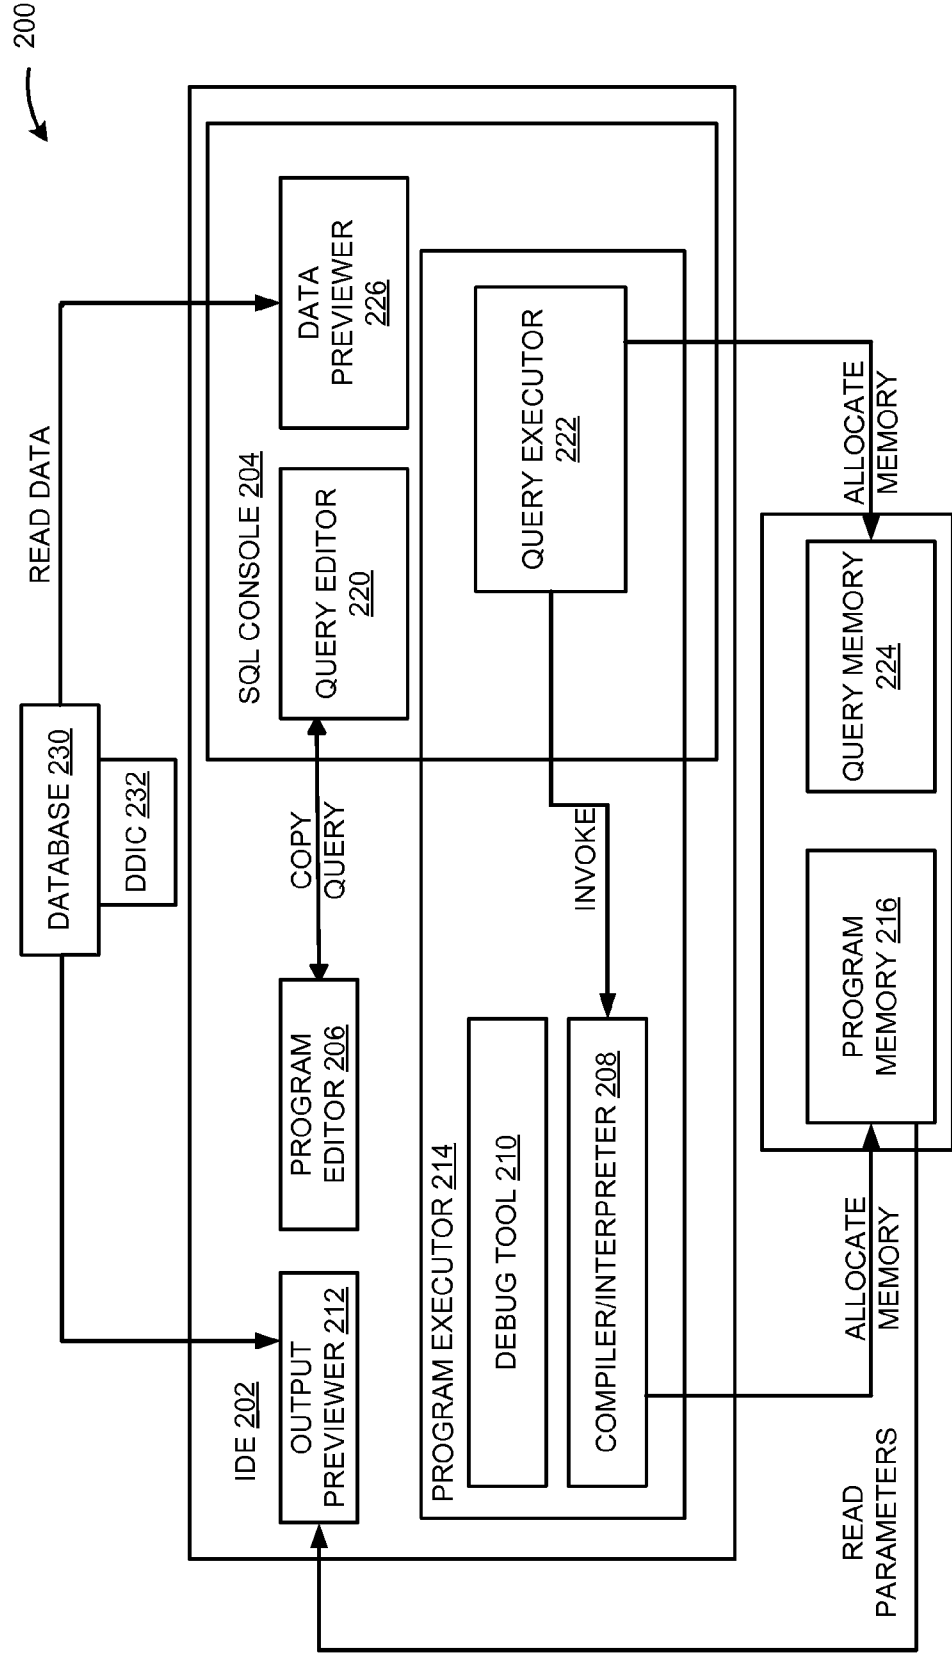 200
READ DATA
DATABASE 230
DDIC 232
IDE 202
OUTPUT
PREVIEWER 212
PROGRAM
EDITOR 206
COPY
QUERY
SQL CONSOLE 204
QUERY EDITOR
220
DATA
PREVIEWER
226
PROGRAM EXECUTOR 214
DEBUG TOOL 210
COMPILER/INTERPRETER 208
INVOKE
QUERY EXECUTOR
222
READ
PARAMETERS
ALLOCATE
MEMORY
ALLOCATE
MEMORY
PROGRAM
MEMORY 216
QUERY MEMORY
224